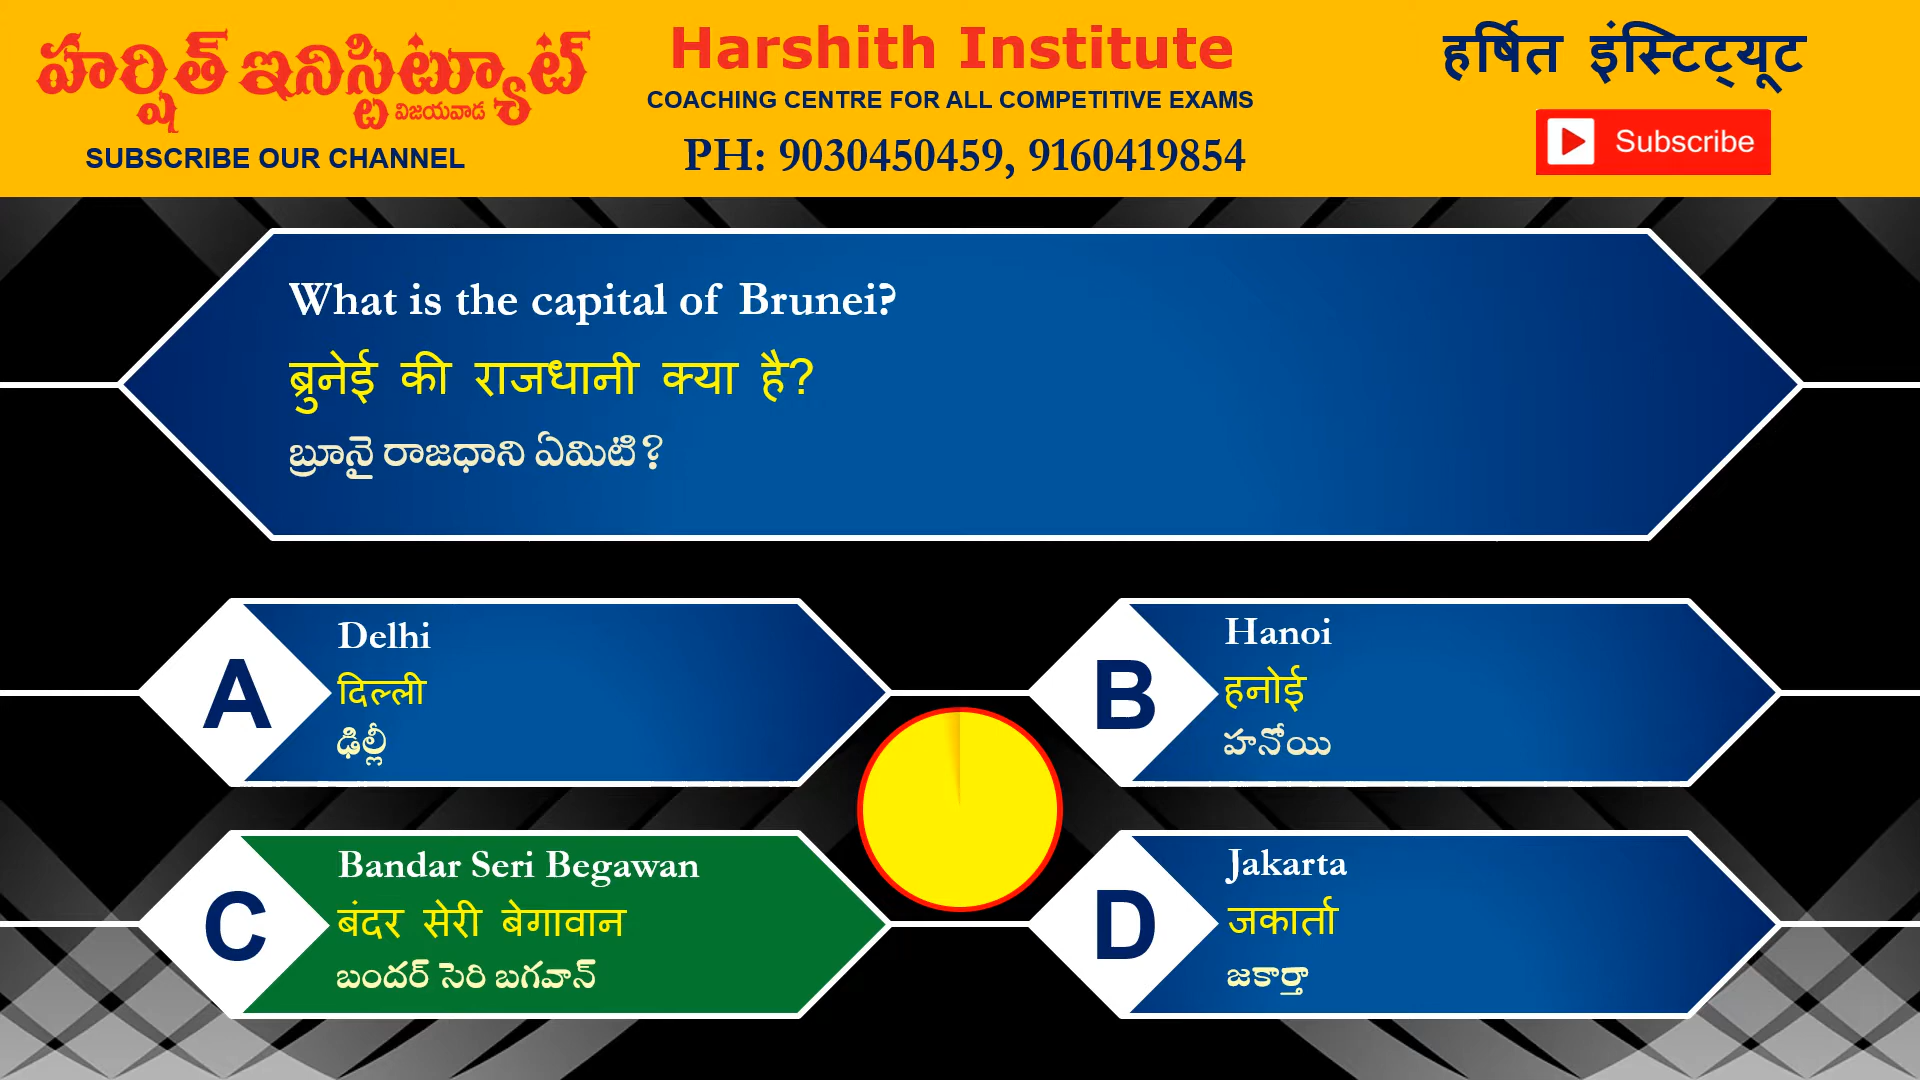 హర్షిత్ ఇనిస్టిట్యూట్
విజయవాడ
SUBSCRIBE OUR CHANNEL
Harshith Institute
COACHING CENTRE FOR ALL COMPETITIVE EXAMS
PH: 9030450459, 9160419854
हर्षित इंस्टिट्यूट
Subscribe
What is the capital of Brunei?
ब्रुनेई की राजधानी क्या है?
బ్రూనై రాజధాని ఏమిటి?
A
Delhi
दिल्ली
ఢిల్లీ
B
Hanoi
हनोई
హనోయి
C
Bandar Seri Begawan
बंदर सेरी बेगावान
బందర్ సెరి బగవాన్
D
Jakarta
जकार्ता
జకార్తా